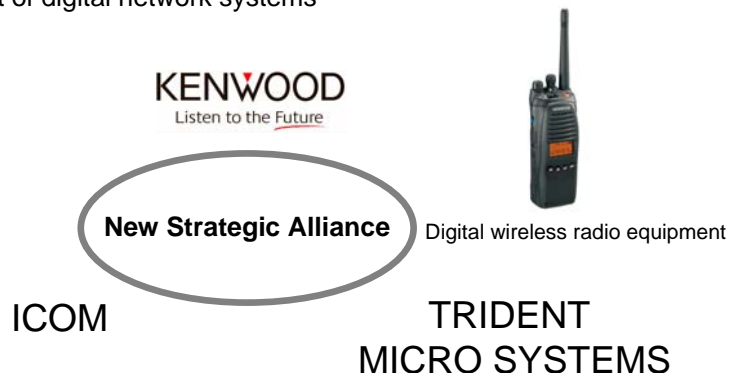 of digital network systems
KENWOOD
Listen to the Future
New Strategic Alliance
Digital wireless radio equipment
ICOM
TRIDENT
MICRO SYSTEMS